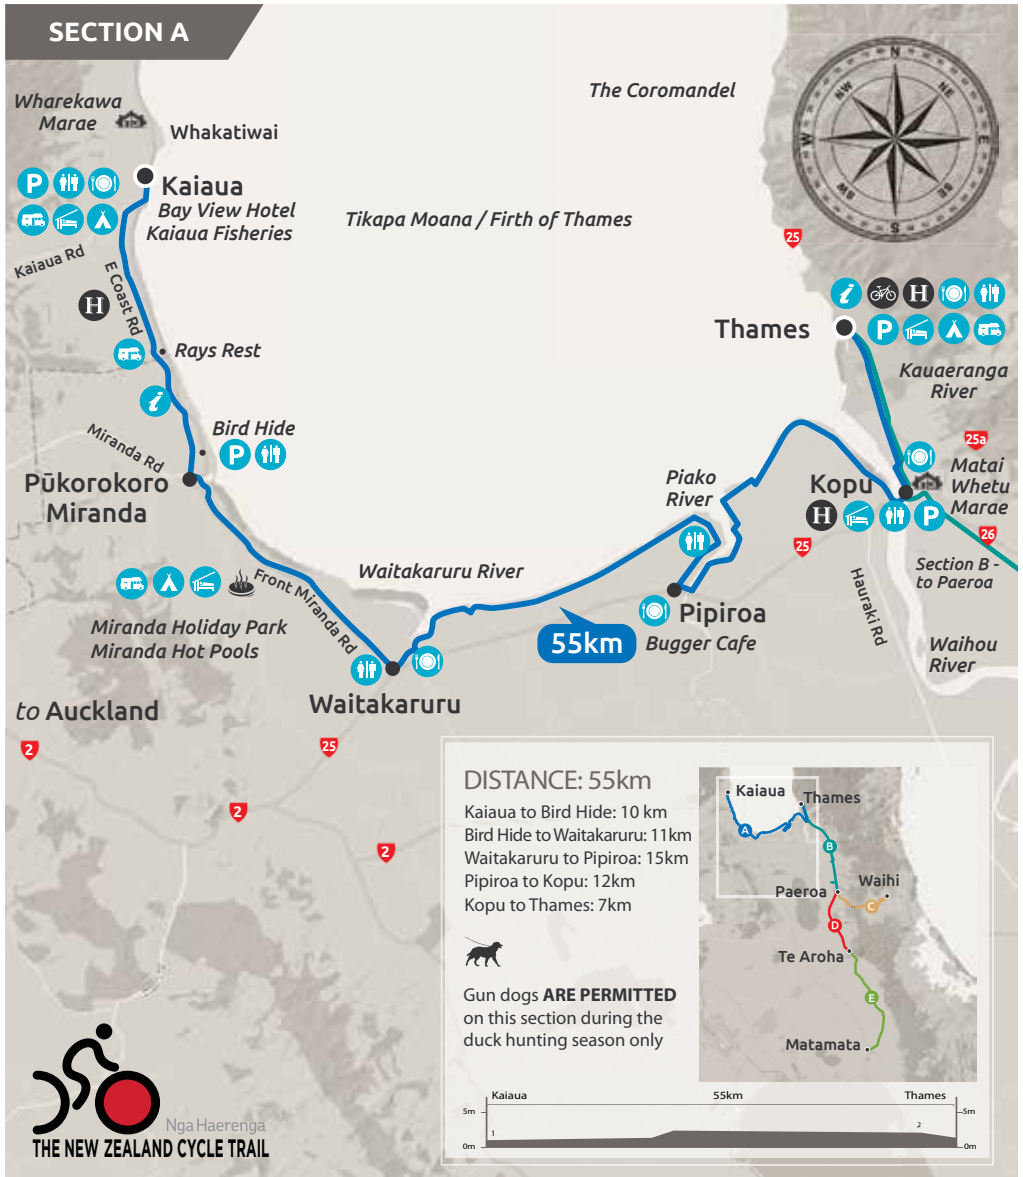 SECTION A
Wharekawa
Marae
Whakatiwai
The Coromandel
N
NE
E
SE
S
SW
W
NW
P
Kaiaua
Bay View Hotel
Kaiaua Fisheries
Tikapa Moana / Firth of Thames
25
Kaiaua Rd
E Coast Rd
H
Rays Rest
i
i
H
Thames
P
Kauaeranga
River
Miranda Rd
Bird Hide
P
25a
Pūkorokoro
Miranda
Piako
River
Kopu
Matai
Whetu
Marae
H
P
25
26
Section B -
to Paeroa
Waitakaruru River
Front Miranda Rd
Hauraki Rd
Miranda Holiday Park
Miranda Hot Pools
Pipiroa
55km
Bugger Cafe
Waihou
River
Waitakaruru
to Auckland
2
25
2
2
DISTANCE: 55km
Kaiaua to Bird Hide: 10 km
Bird Hide to Waitakaruru: 11km
Waitakaruru to Pipiroa: 15km
Pipiroa to Kopu: 12km
Kopu to Thames: 7km
Gun dogs ARE PERMITTED
on this section during the
duck hunting season only
Kaiaua
Thames
A
B
Paeroa
Waihi
C
D
Te Aroha
E
Matamata
Kaiaua
55km
Thames
5m
5m
1
2
0m
0m
Nga Haerenga
THE NEW ZEALAND CYCLE TRAIL